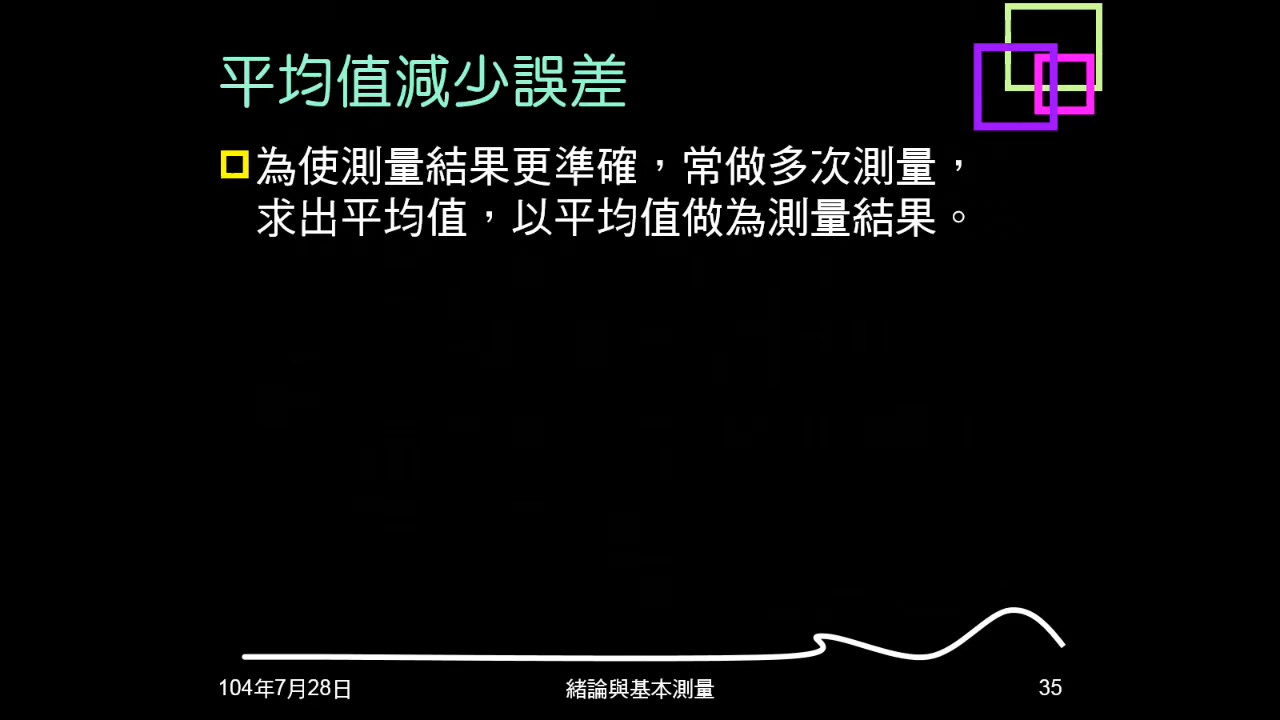 平均值減少誤差
為使測量結果更準確，常做多次測量，
求出平均值，以平均值做為測量結果。
104年7月28日
緒論與基本測量
35